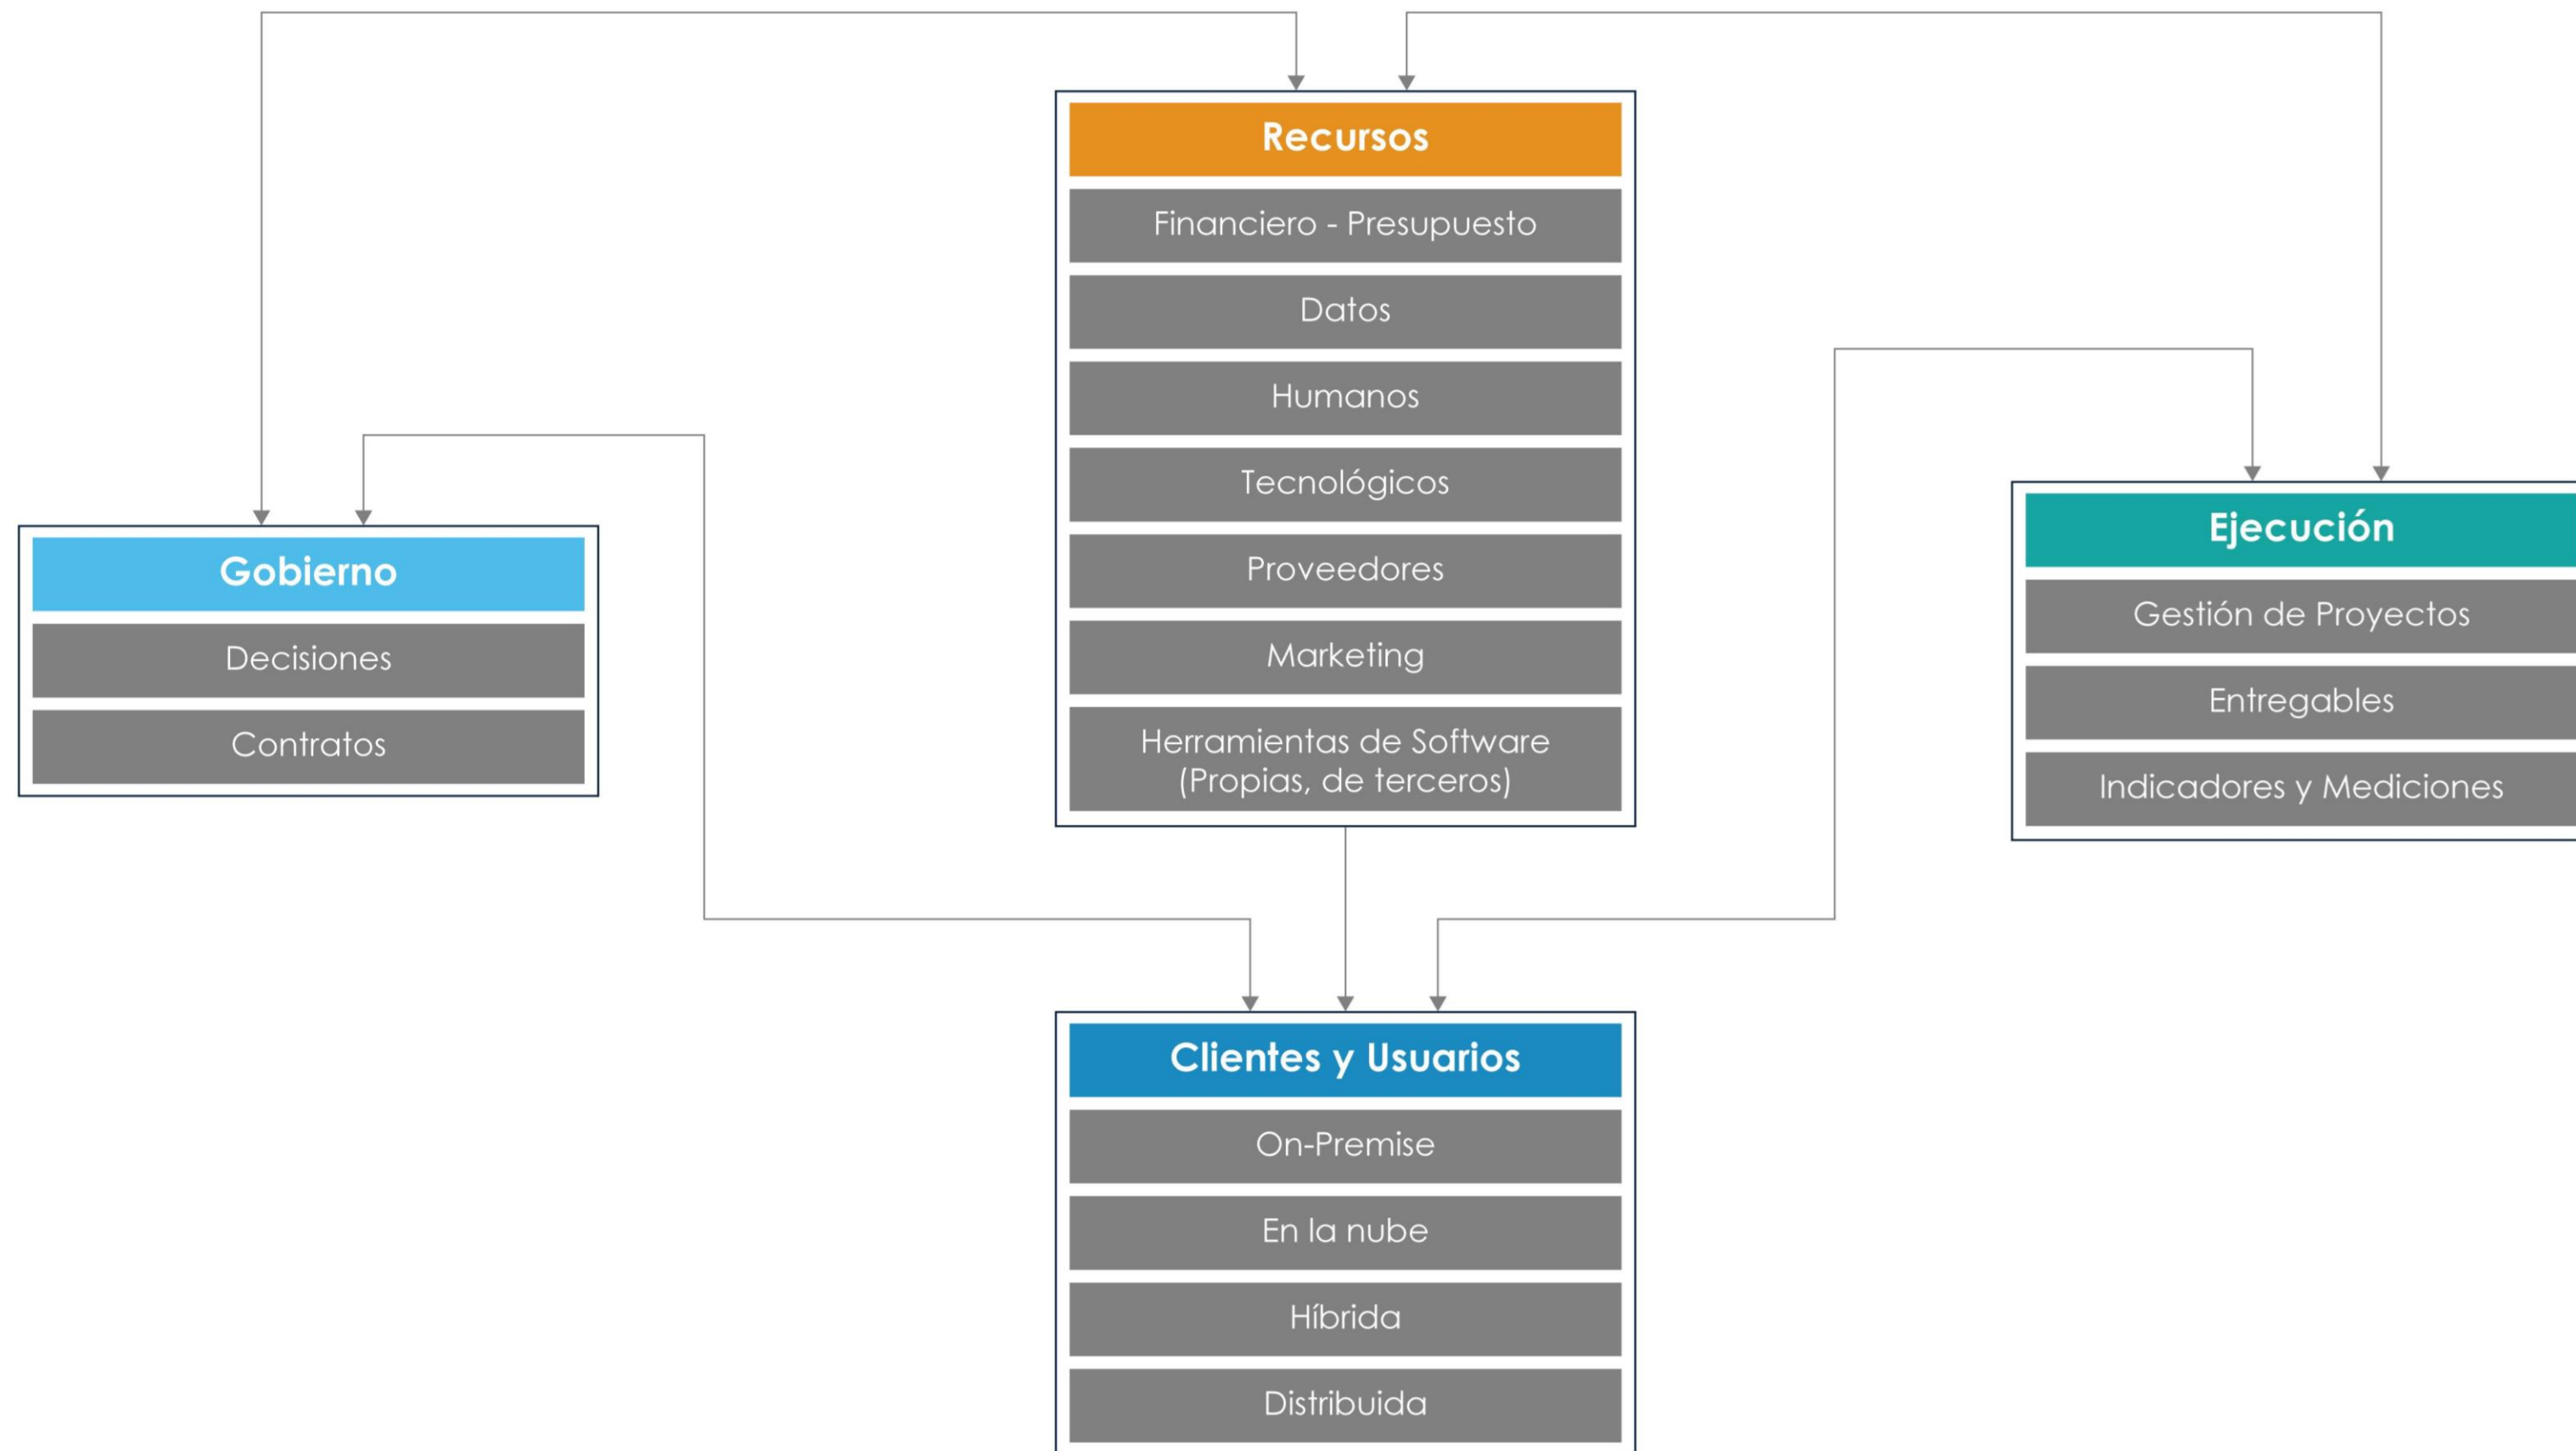 Recursos
Financiero - Presupuesto
Datos
Humanos
Tecnológicos
Proveedores
Marketing
Herramientas de Software
(Propias, de terceros)
Gobierno
Decisiones
Contratos
Ejecución
Gestión de Proyectos
Entregables
Indicadores y Mediciones
Clientes y Usuarios
On-Premise
En la nube
Híbrida
Distribuida